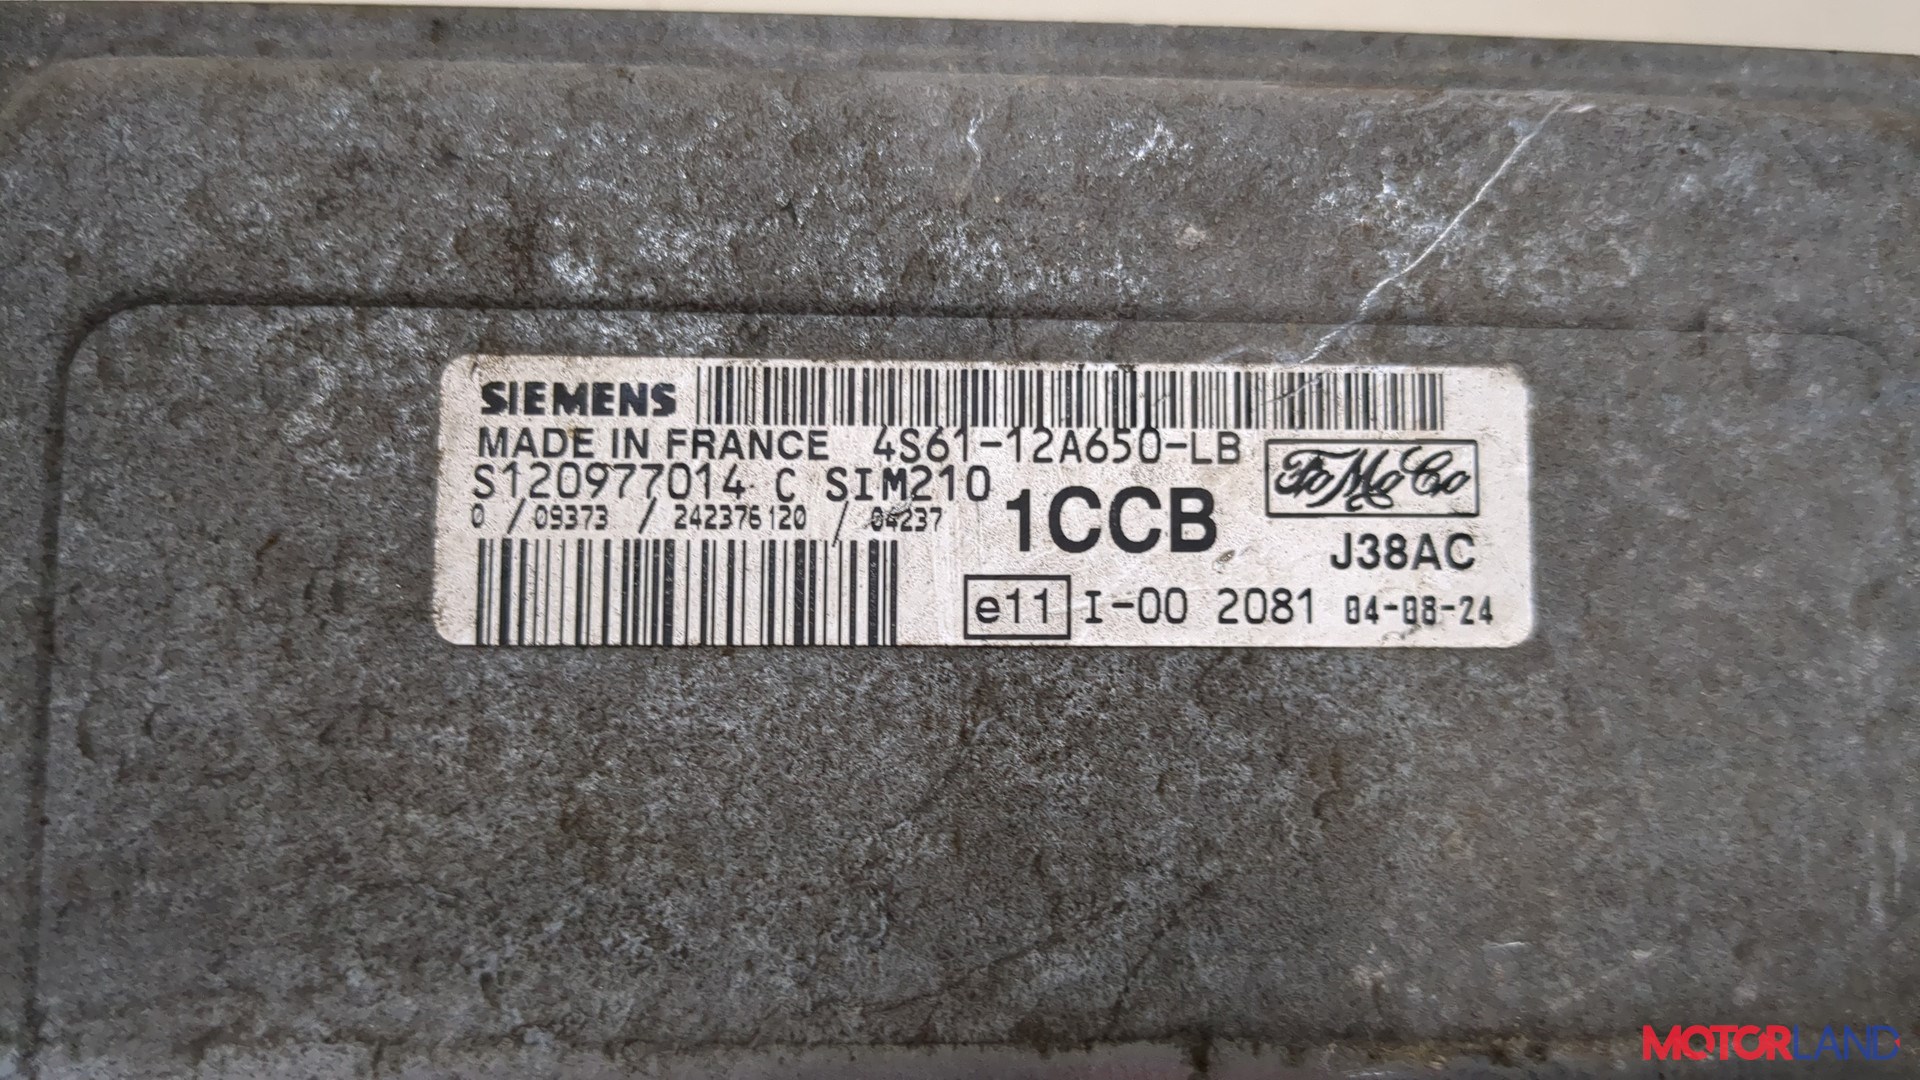 SIEMENS
MADE IN FRANCE 4S61-12A650-LB
S120977014 C SIM210
FoMoCo
0 / 09373 / 242376120 / 04237
1CCB
J38AC
e11 I-00 2081 04-08-24
MOTORLAND